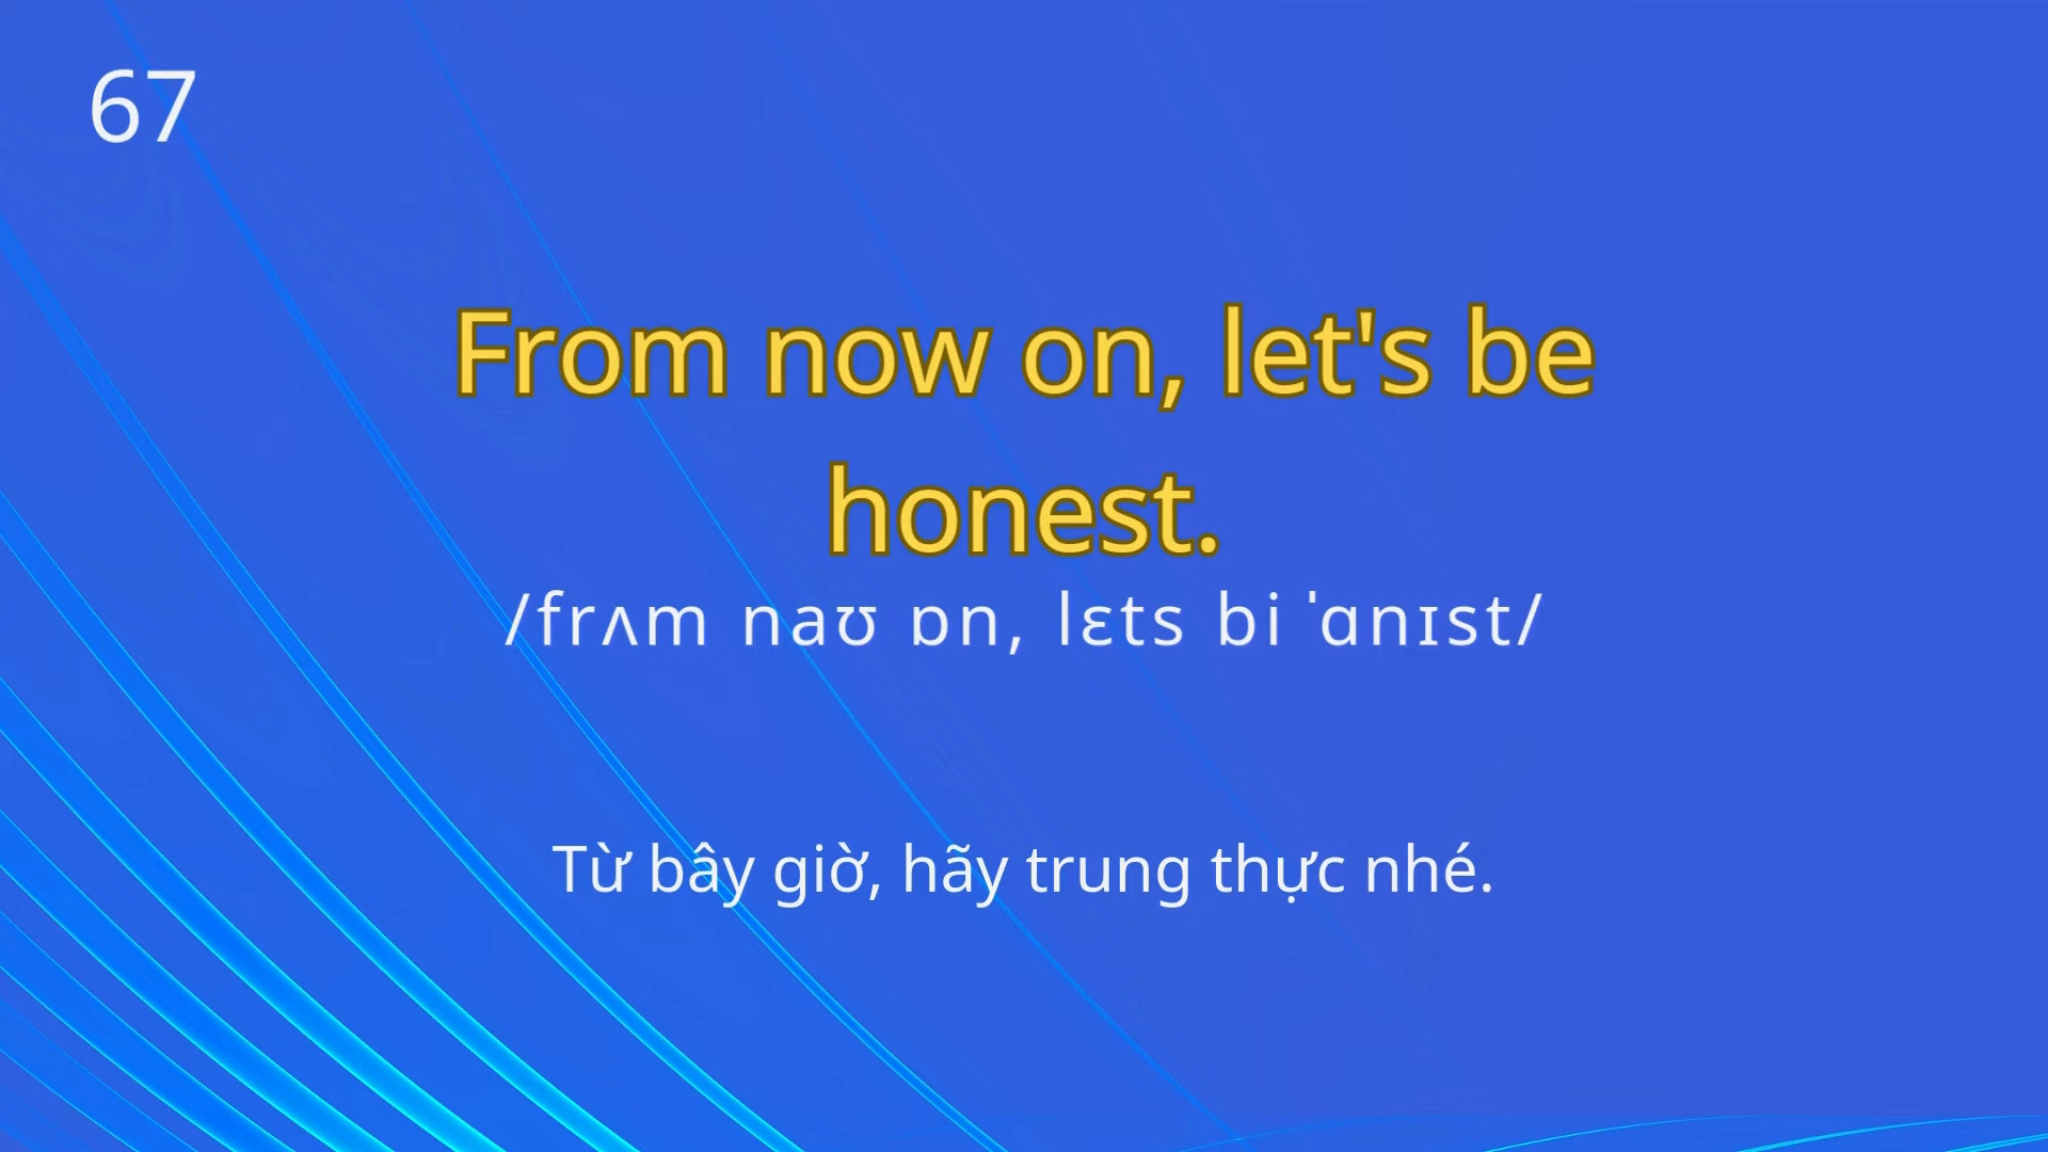 67
From now on, let's be
honest.
/frʌm naʊ ɒn, lɛts bi ˈɑnɪst/
Từ bây giờ, hãy trung thực nhé.